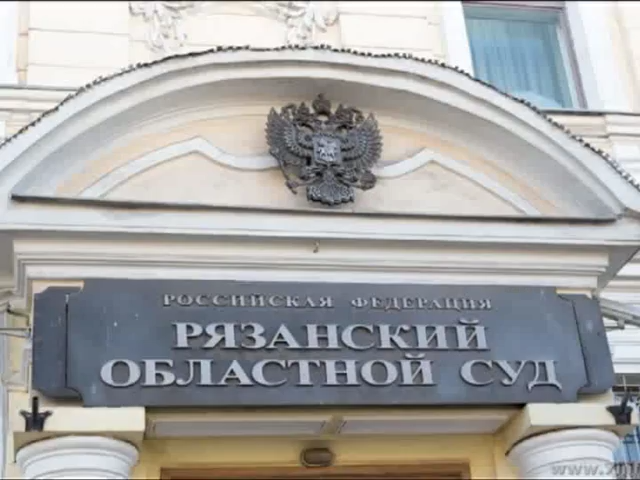 РОССИЙСКАЯ ФЕДЕРАЦИЯ
РЯЗАНСКИЙ
ОБЛАСТНОЙ СУД